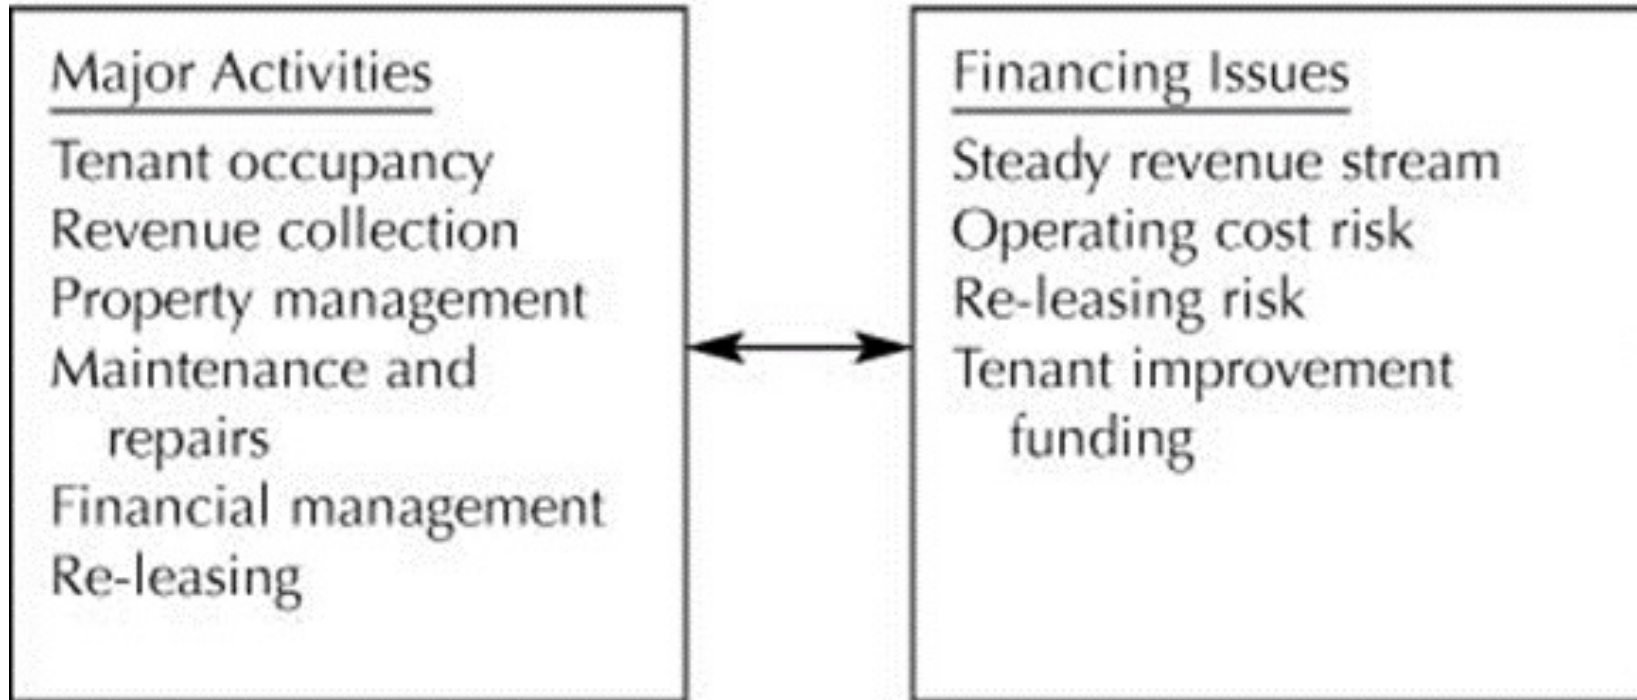 Major Activities
Tenant occupancy
Revenue collection
Property management
Maintenance and
repairs
Financial management
Re-leasing
Financing Issues
Steady revenue stream
Operating cost risk
Re-leasing risk
Tenant improvement
funding